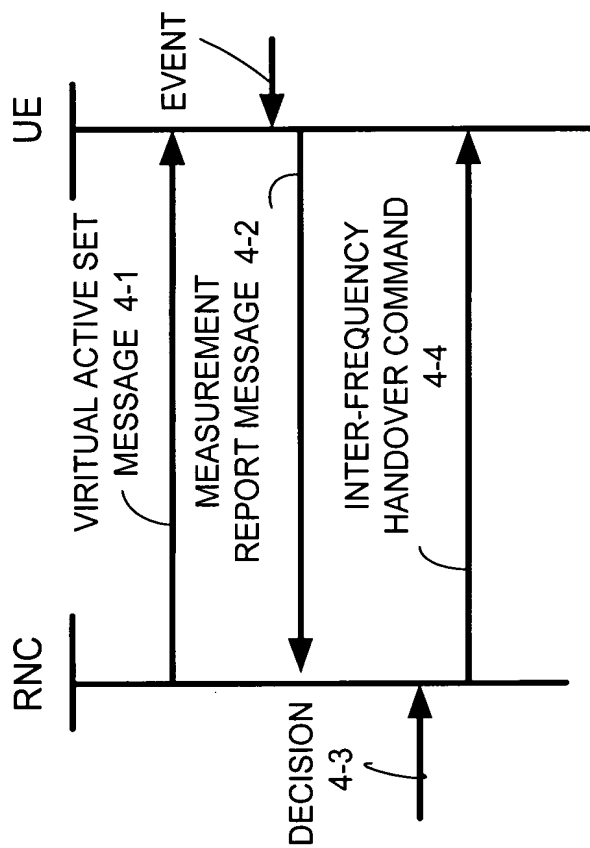 RNC
UE
VIRITUAL ACTIVE SET
MESSAGE 4-1
EVENT
MEASUREMENT
REPORT MESSAGE 4-2
DECISION
4-3
INTER-FREQUENCY
HANDOVER COMMAND
4-4